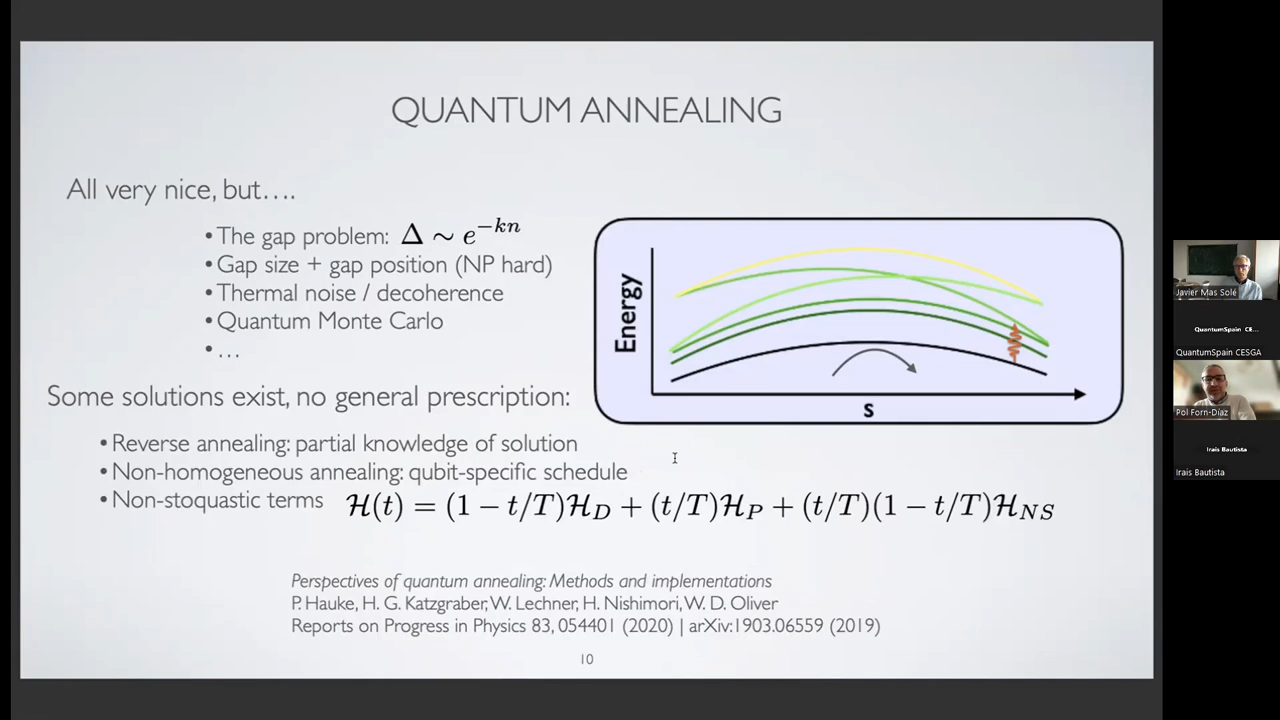 QUANTUM ANNEALING
All very nice, but….
• The gap problem: Δ ∼ e^{-kn}
• Gap size + gap position (NP hard)
• Thermal noise / decoherence
• Quantum Monte Carlo
• …
Energy
s
Some solutions exist, no general prescription:
• Reverse annealing: partial knowledge of solution
• Non-homogeneous annealing: qubit-specific schedule
• Non-stoquastic terms ℋ(t) = (1 − t/T)ℋ_D + (t/T)ℋ_P + (t/T)(1 − t/T)ℋ_{NS}
Perspectives of quantum annealing: Methods and implementations
P. Hauke, H. G. Katzgraber, W. Lechner, H. Nishimori, W. D. Oliver
Reports on Progress in Physics 83, 054401 (2020) | arXiv:1903.06559 (2019)
10
Javier Mas Solé
QuantumSpain CE...
QuantumSpain CESGA
Pol Forn-Díaz
Irais Bautista
Irais Bautista